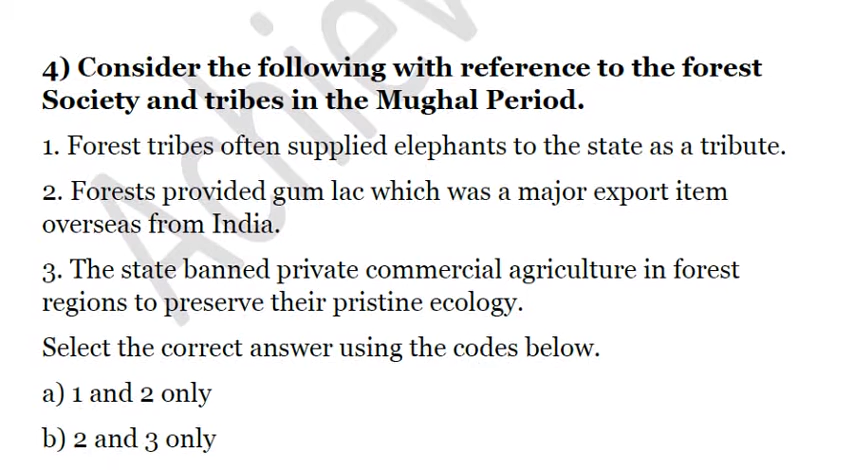 4) Consider the following with reference to the forest
Society and tribes in the Mughal Period.
1. Forest tribes often supplied elephants to the state as a tribute.
2. Forests provided gum lac which was a major export item
overseas from India.
3. The state banned private commercial agriculture in forest
regions to preserve their pristine ecology.
Select the correct answer using the codes below.
a) 1 and 2 only
b) 2 and 3 only